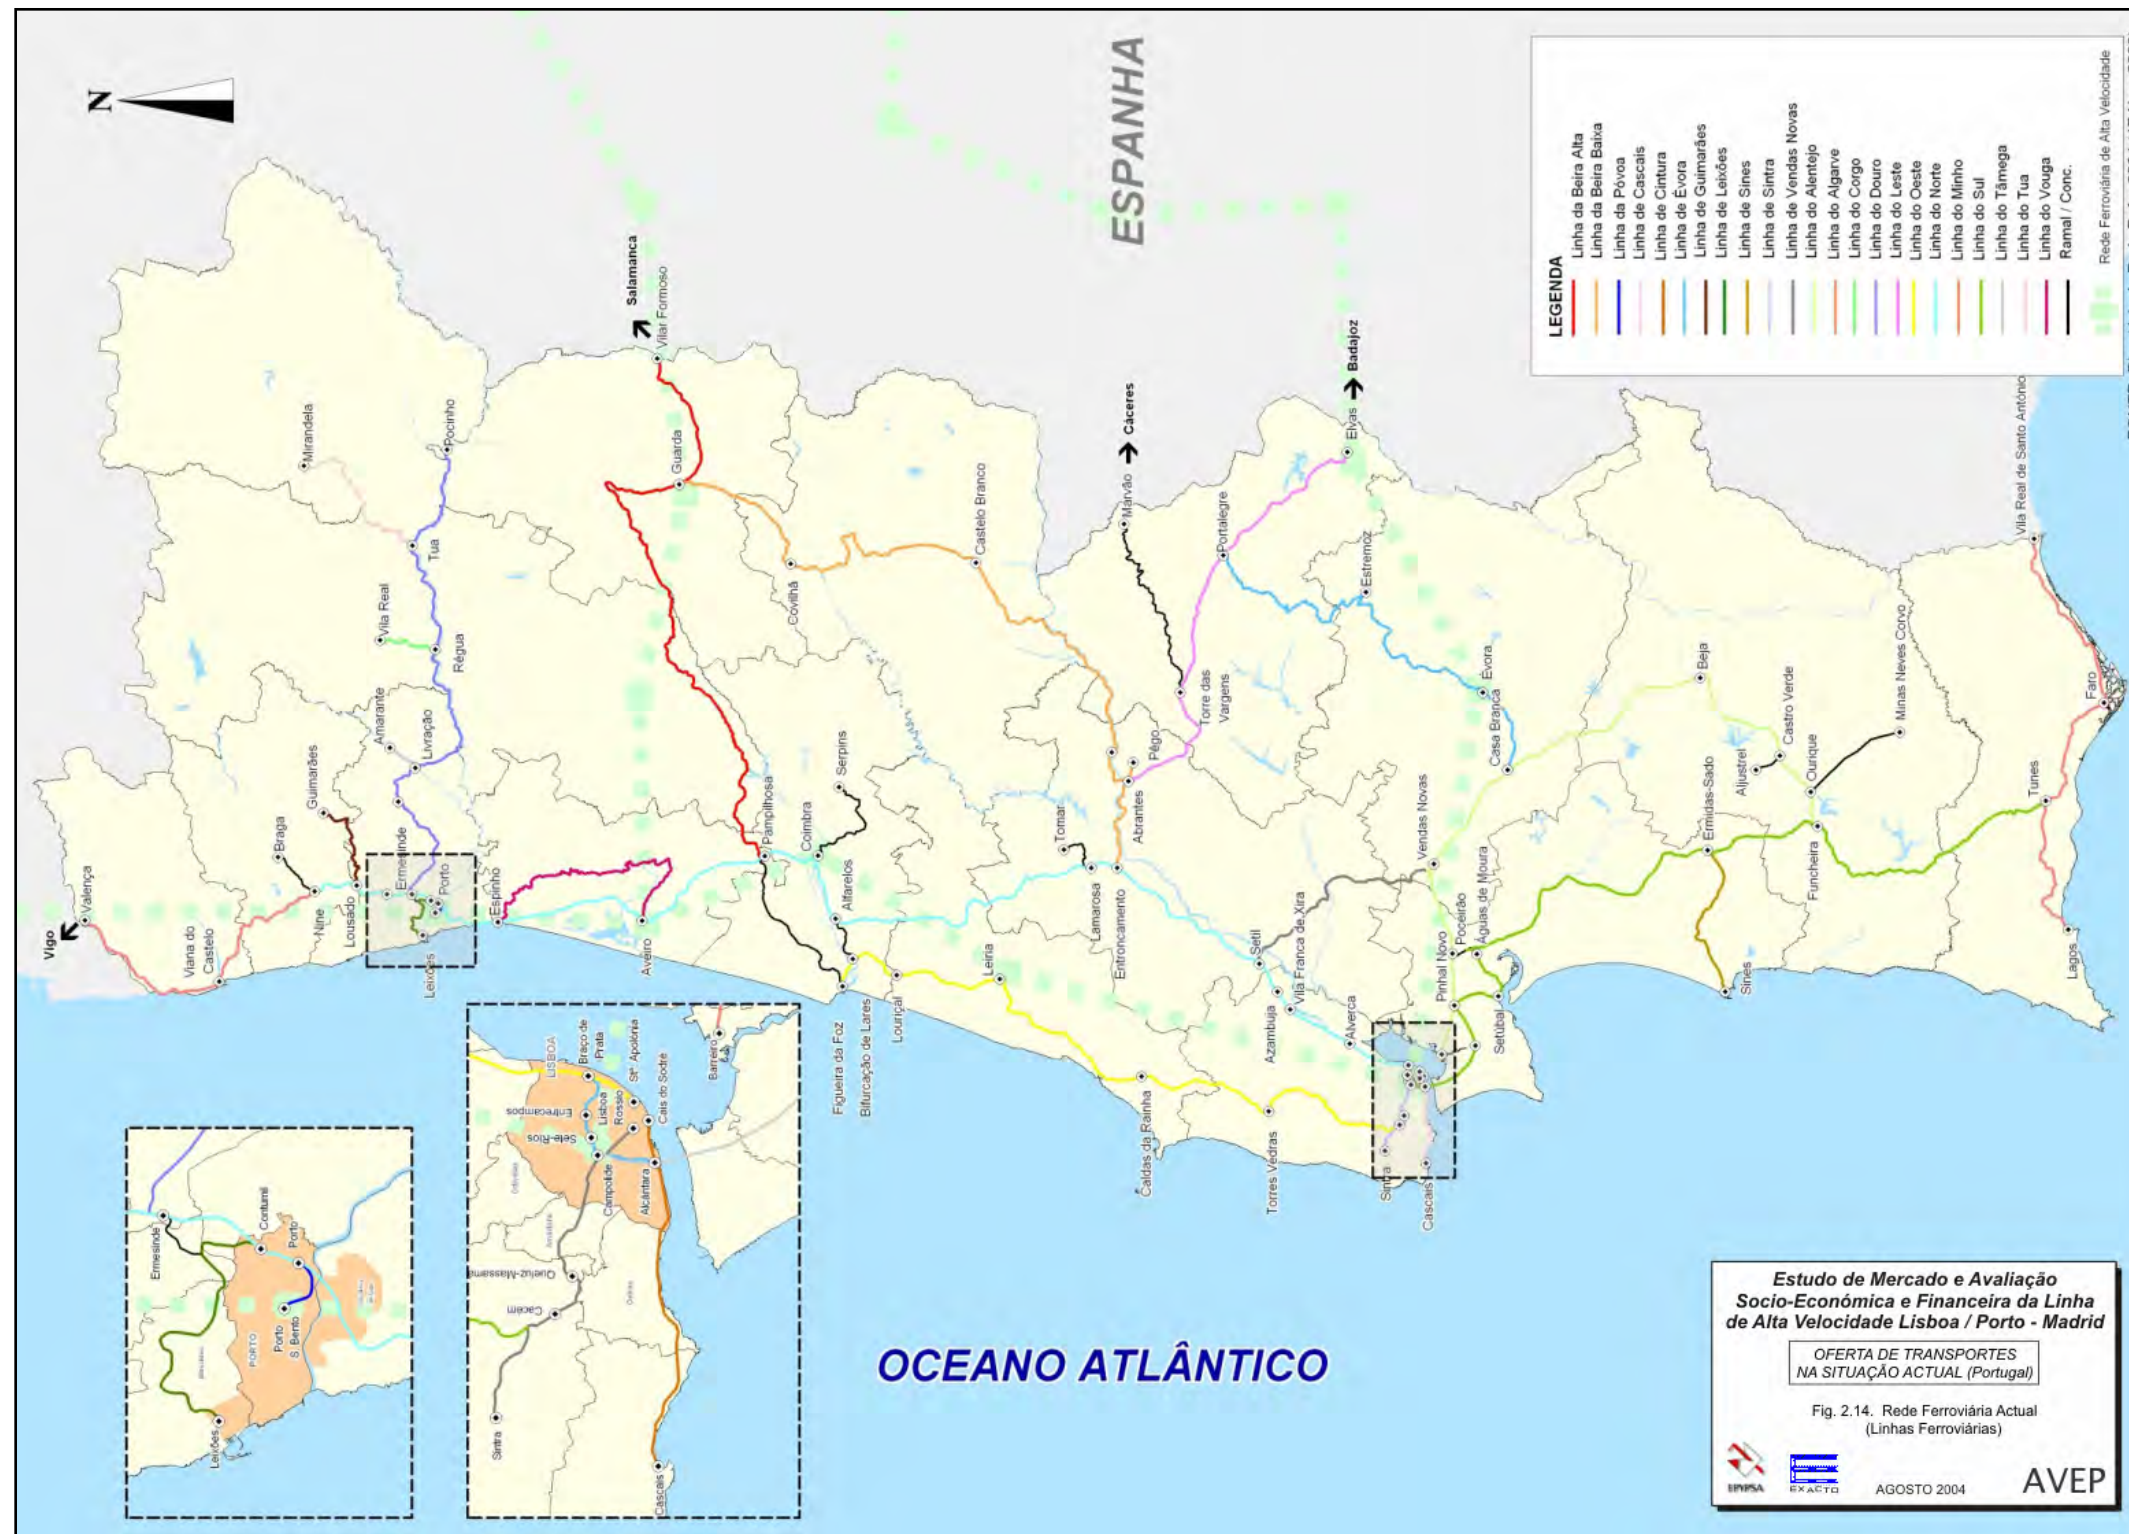 N
ESPANHA
OCEANO ATLÂNTICO
Salamanca
Vilar Formoso
Cáceres
Marvão
Badajoz
Elvas
Vigo
Valença
Viana do
Castelo
Braga
Nine
Guimarães
Lousado
Ermesinde
Porto
Leixões
Espinho
Aveiro
Amarante
Livração
Vila Real
Régua
Tua
Mirandela
Pocinho
Guarda
Covilhã
Castelo Branco
Pampilhosa
Coimbra
Serpins
Alfarelos
Figueira da Foz
Bifurcação de Lares
Louriçal
Leiria
Tomar
Lamarosa
Entroncamento
Abrantes
Pêgo
Torre das
Vargens
Portalegre
Estremoz
Évora
Casa Branca
Vendas Novas
Setil
Vila Franca de Xira
Azambuja
Alverca
Caldas da Rainha
Torres Vedras
Sintra
Cascais
Pinhal Novo
Poceirão
Águas de Moura
Setúbal
Beja
Castro Verde
Aljustrel
Ourique
Minas Neves Corvo
Ermidas-Sado
Funcheira
Sines
Tunes
Lagos
Faro
Vila Real de Santo António
LEGENDA
Linha da Beira Alta
Linha da Beira Baixa
Linha da Póvoa
Linha de Cascais
Linha de Cintura
Linha de Évora
Linha de Guimarães
Linha de Leixões
Linha de Sines
Linha de Sintra
Linha de Vendas Novas
Linha do Alentejo
Linha do Algarve
Linha do Corgo
Linha do Douro
Linha do Leste
Linha do Oeste
Linha do Norte
Linha do Minho
Linha do Sul
Linha do Tâmega
Linha do Tua
Linha do Vouga
Ramal / Conc.
Rede Ferroviária de Alta Velocidade
Ermesinde
Contumil
Porto
Porto
S. Bento
PORTO
Leixões
LISBOA
Braço de
Prata
Stª. Apolónia
Entrecampos
Lisboa
Rossio
Cais do Sodré
Sete-Rios
Campolide
Alcântara
Barreiro
Queluz-Massamá
Cacém
Sintra
Cascais
Estudo de Mercado e Avaliação
Socio-Económica e Financeira da Linha
de Alta Velocidade Lisboa / Porto - Madrid
OFERTA DE TRANSPORTES
NA SITUAÇÃO ACTUAL (Portugal)
Fig. 2.14. Rede Ferroviária Actual
(Linhas Ferroviárias)
EPYPSA
EXACTO
AGOSTO 2004
AVEP